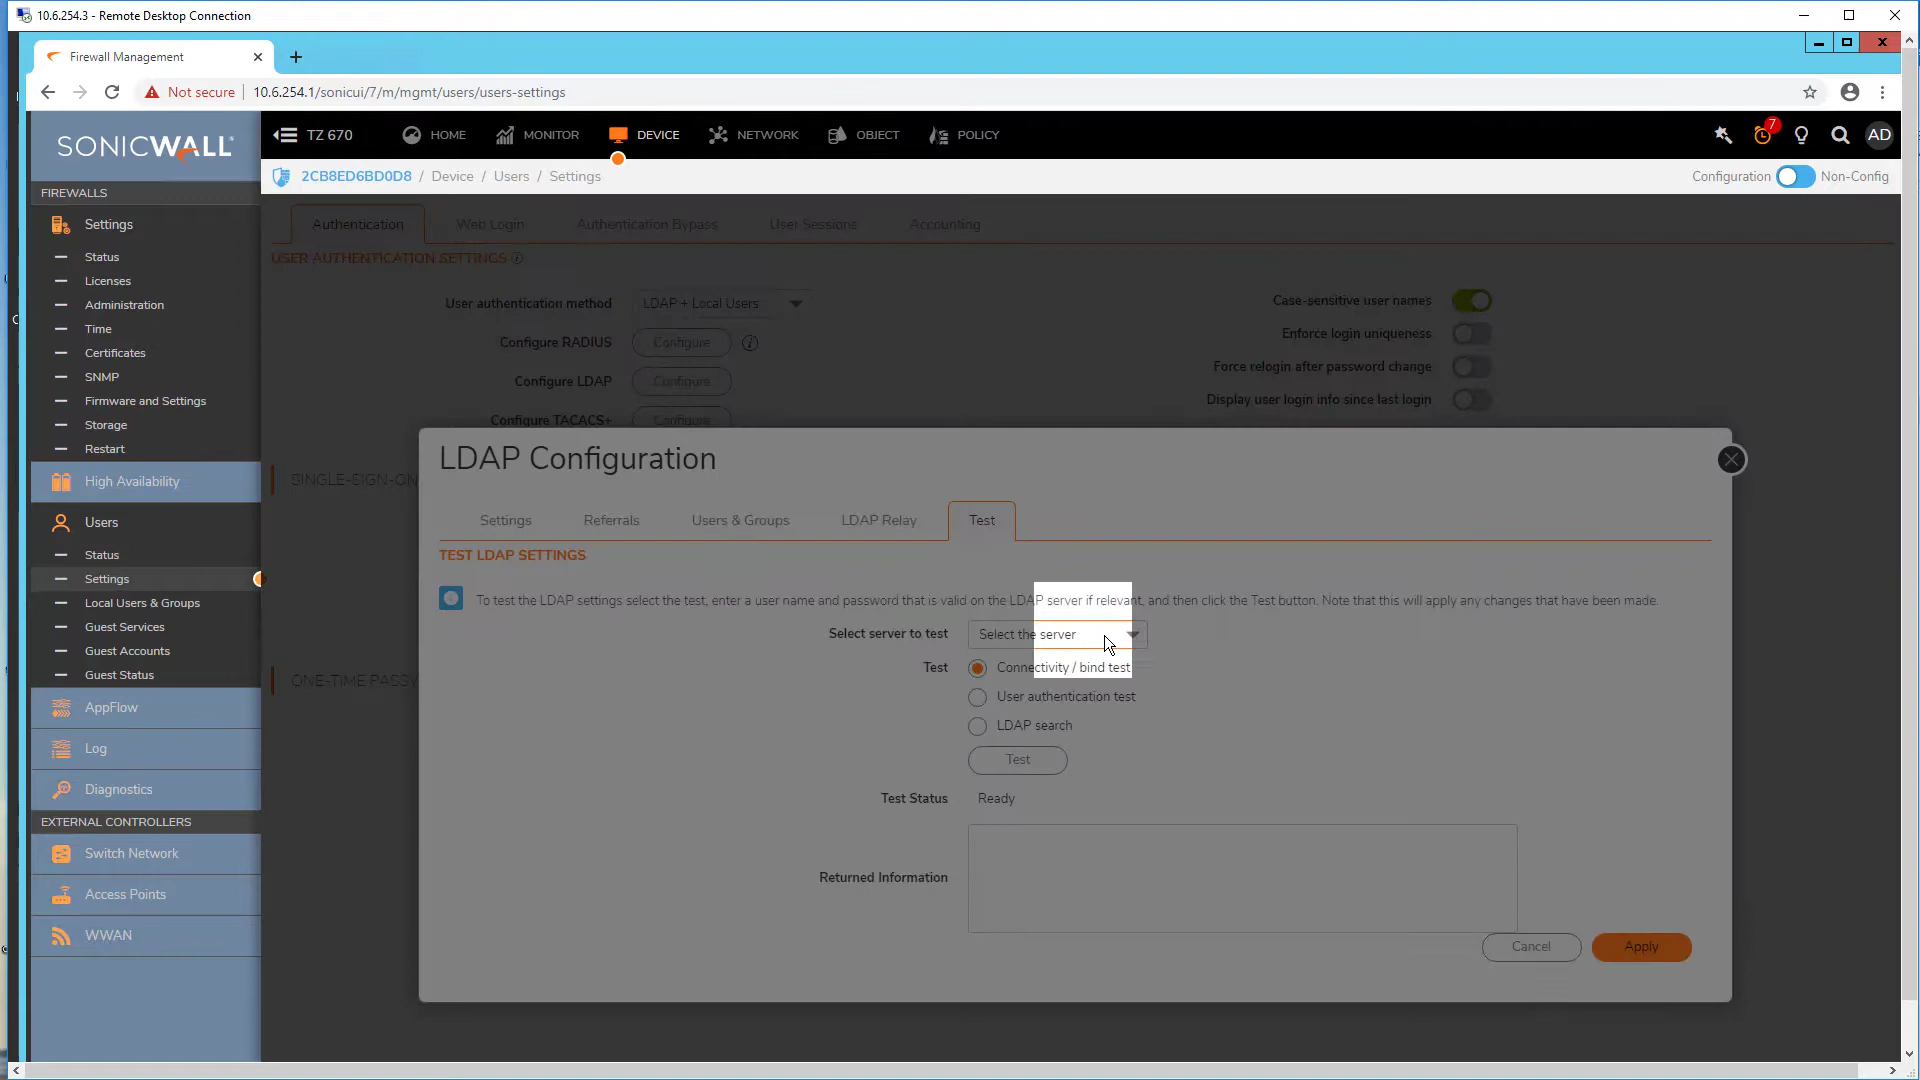 10.6.254.3 - Remote Desktop Connection
Firewall Management
Not secure
10.6.254.1/sonicui/7/m/mgmt/users/users-settings
SONICWALL
TZ 670
HOME
MONITOR
DEVICE
NETWORK
OBJECT
POLICY
7
AD
2CB8ED6BD0D8 / Device / Users / Settings
Configuration
Non-Config
FIREWALLS
Settings
Status
Licenses
Administration
Time
Certificates
SNMP
Firmware and Settings
Storage
Restart
High Availability
Users
Status
Settings
Local Users & Groups
Guest Services
Guest Accounts
Guest Status
AppFlow
Log
Diagnostics
EXTERNAL CONTROLLERS
Switch Network
Access Points
WWAN
Authentication
Web Login
Authentication Bypass
User Sessions
Accounting
USER AUTHENTICATION SETTINGS
User authentication method
LDAP + Local Users
Configure RADIUS
Configure
Configure LDAP
Configure
Configure TACACS+
Configure
Case-sensitive user names
Enforce login uniqueness
Force relogin after password change
Display user login info since last login
SINGLE-SIGN-ON
ONE-TIME PASSW
LDAP Configuration
Settings
Referrals
Users & Groups
LDAP Relay
Test
TEST LDAP SETTINGS
To test the LDAP settings select the test, enter a user name and password that is valid on the LDAP server if relevant, and then click the Test button. Note that this will apply any changes that have been made.
Select server to test
Select the server
Test
Connectivity / bind test
User authentication test
LDAP search
Test
Test Status
Ready
Returned Information
Cancel
Apply